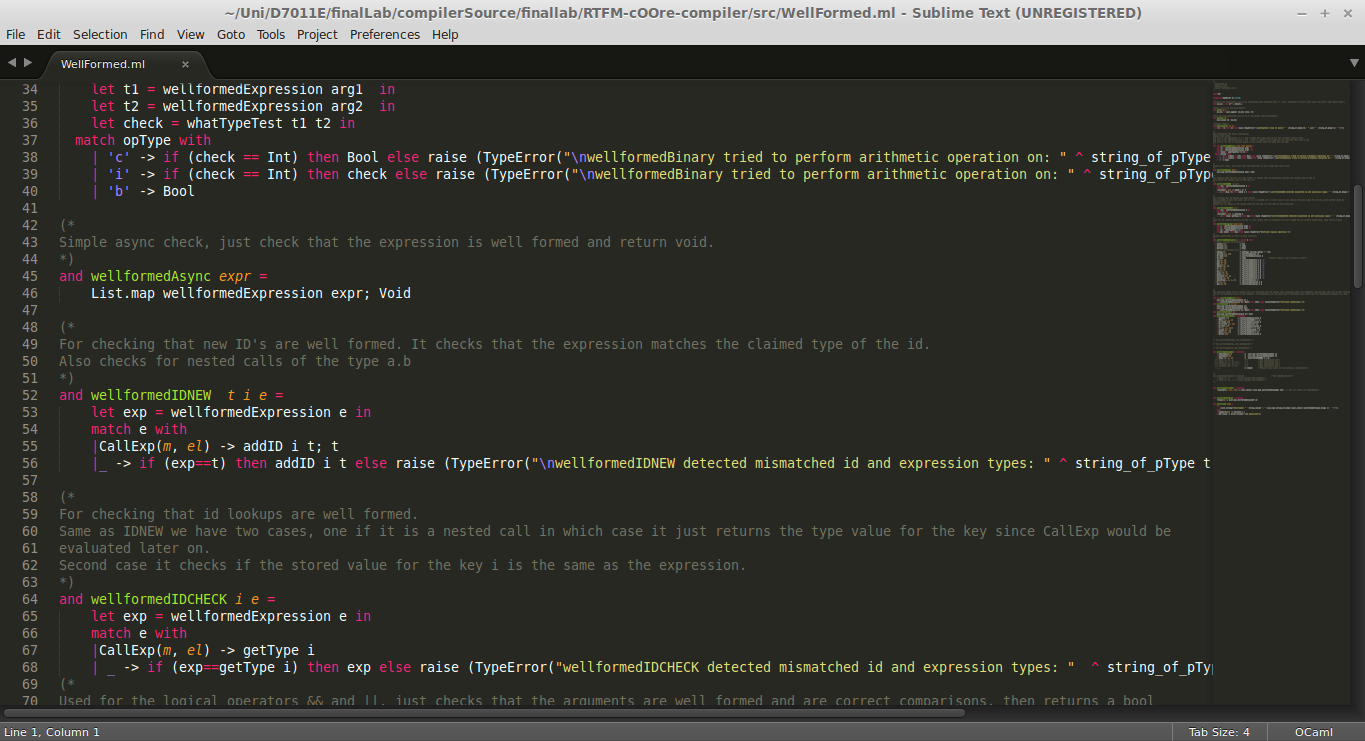 ~/Uni/D7011E/finalLab/compilerSource/finallab/RTFM-cOOre-compiler/src/WellFormed.ml - Sublime Text (UNREGISTERED)
File Edit Selection Find View Goto Tools Project Preferences Help
WellFormed.ml
34 let t1 = wellformedExpression arg1  in
35 let t2 = wellformedExpression arg2  in
36 let check = whatTypeTest t1 t2 in
37 match opType with
38 | 'c' -> if (check == Int) then Bool else raise (TypeError("\nwellformedBinary tried to perform arithmetic operation on: " ^ string_of_pType
39 | 'i' -> if (check == Int) then check else raise (TypeError("\nwellformedBinary tried to perform arithmetic operation on: " ^ string_of_pTyp
40 | 'b' -> Bool
41
42 (*
43 Simple async check, just check that the expression is well formed and return void.
44 *)
45 and wellformedAsync expr =
46 List.map wellformedExpression expr; Void
47
48 (*
49 For checking that new ID's are well formed. It checks that the expression matches the claimed type of the id.
50 Also checks for nested calls of the type a.b
51 *)
52 and wellformedIDNEW  t i e =
53 let exp = wellformedExpression e in
54 match e with
55 |CallExp(m, el) -> addID i t; t
56 |_ -> if (exp==t) then addID i t else raise (TypeError("\nwellformedIDNEW detected mismatched id and expression types: " ^ string_of_pType t
57
58 (*
59 For checking that id lookups are well formed.
60 Same as IDNEW we have two cases, one if it is a nested call in which case it just returns the type value for the key since CallExp would be
61 evaluated later on.
62 Second case it checks if the stored value for the key i is the same as the expression.
63 *)
64 and wellformedIDCHECK i e =
65 let exp = wellformedExpression e in
66 match e with
67 |CallExp(m, el) -> getType i
68 | _ -> if (exp==getType i) then exp else raise (TypeError("wellformedIDCHECK detected mismatched id and expression types: "  ^ string_of_pTyp
69 (*
70 Used for the logical operators && and ||, just checks that the arguments are well formed and are correct comparisons, then returns a bool
Line 1, Column 1
Tab Size: 4
OCaml